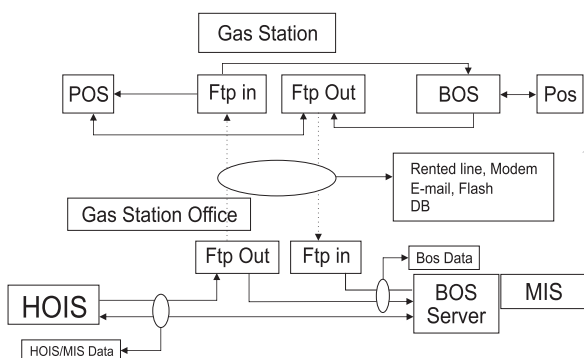 Gas Station
POS
Ftp in
Ftp Out
BOS
Pos
Rented line, Modem
E-mail, Flash
DB
Gas Station Office
Ftp Out
Ftp in
Bos Data
HOIS
BOS
Server
MIS
HOIS/MIS Data